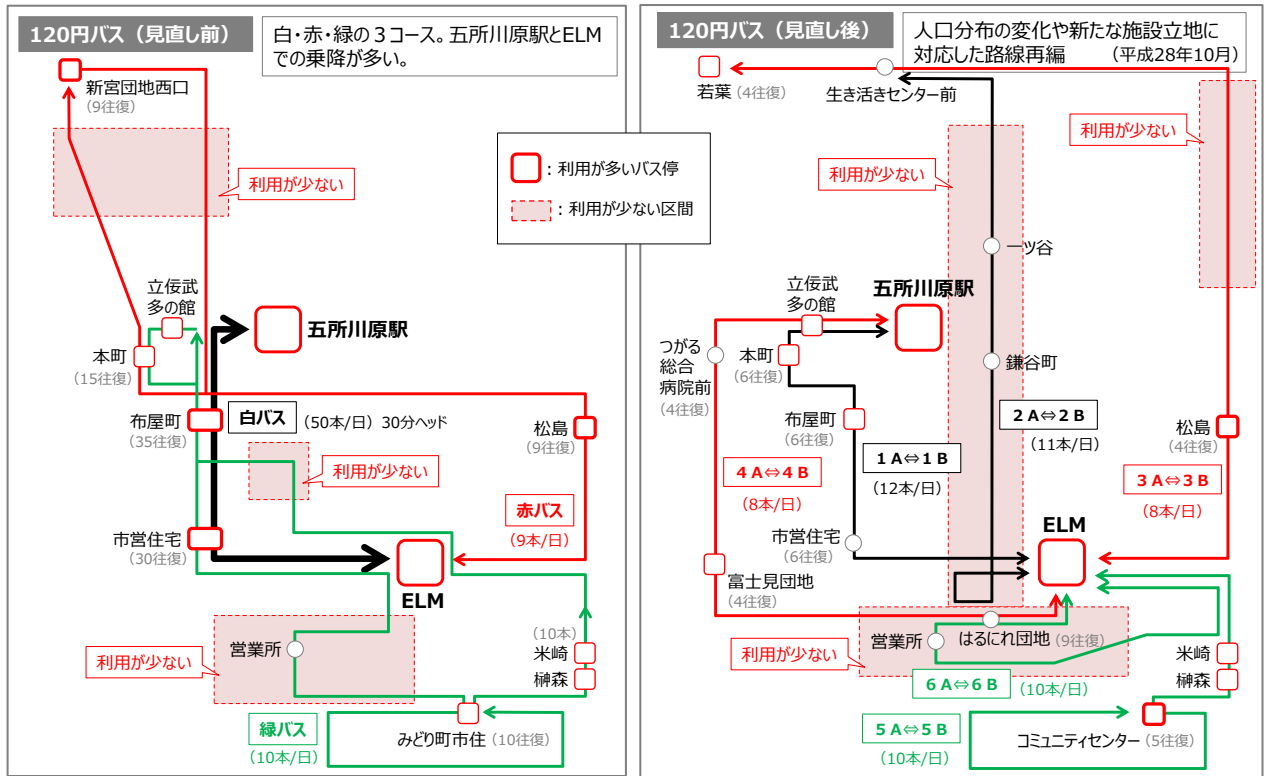 120円バス（見直し前）
白・赤・緑の３コース。五所川原駅とELM
での乗降が多い。
新宮団地西口
(9往復)
利用が少ない
：利用が多いバス停
：利用が少ない区間
立佞武
多の館
五所川原駅
本町
(15往復)
布屋町
(35往復)
白バス
(50本/日) 30分ヘッド
松島
(9往復)
利用が少ない
赤バス
(9本/日)
市営住宅
(30往復)
ELM
営業所
利用が少ない
(10本)
米崎
榊森
緑バス
(10本/日)
みどり町市住 (10往復)
120円バス（見直し後）
人口分布の変化や新たな施設立地に
対応した路線再編　（平成28年10月）
若葉 (4往復)
生き活きセンター前
利用が少ない
利用が少ない
一ツ谷
立佞武
多の館
五所川原駅
つがる
総合
病院前
(4往復)
本町
(6往復)
鎌谷町
布屋町
(6往復)
２A⇔２B
(11本/日)
松島
(4往復)
１A⇔１B
(12本/日)
４A⇔４B
(8本/日)
３A⇔３B
(8本/日)
市営住宅
(6往復)
ELM
富士見団地
(4往復)
営業所
はるにれ団地 (9往復)
利用が少ない
米崎
榊森
６A⇔６B
(10本/日)
５A⇔５B
(10本/日)
コミュニティセンター (5往復)